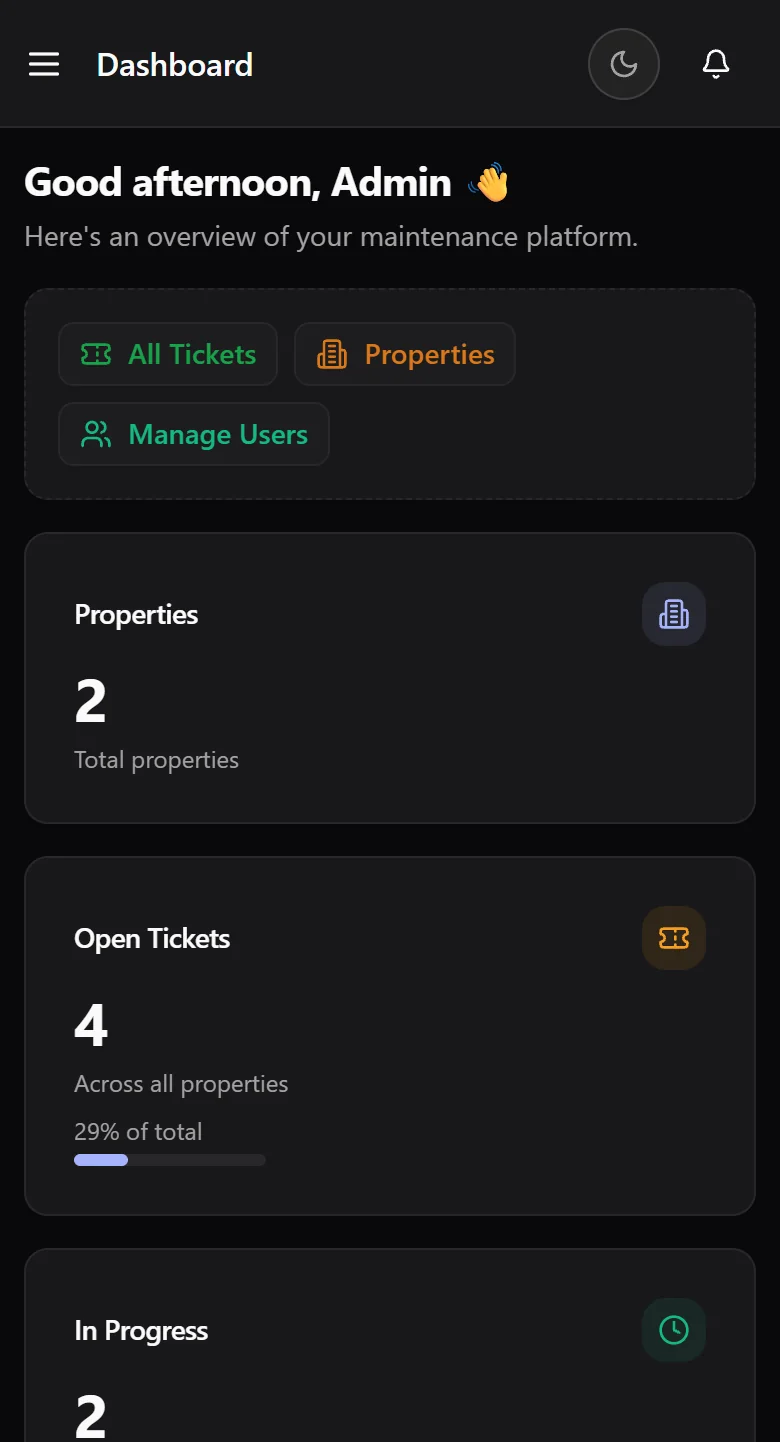 Dashboard
Good afternoon, Admin 👋
Here's an overview of your maintenance platform.
All Tickets
Properties
Manage Users
Properties
2
Total properties
Open Tickets
4
Across all properties
29% of total
In Progress
2